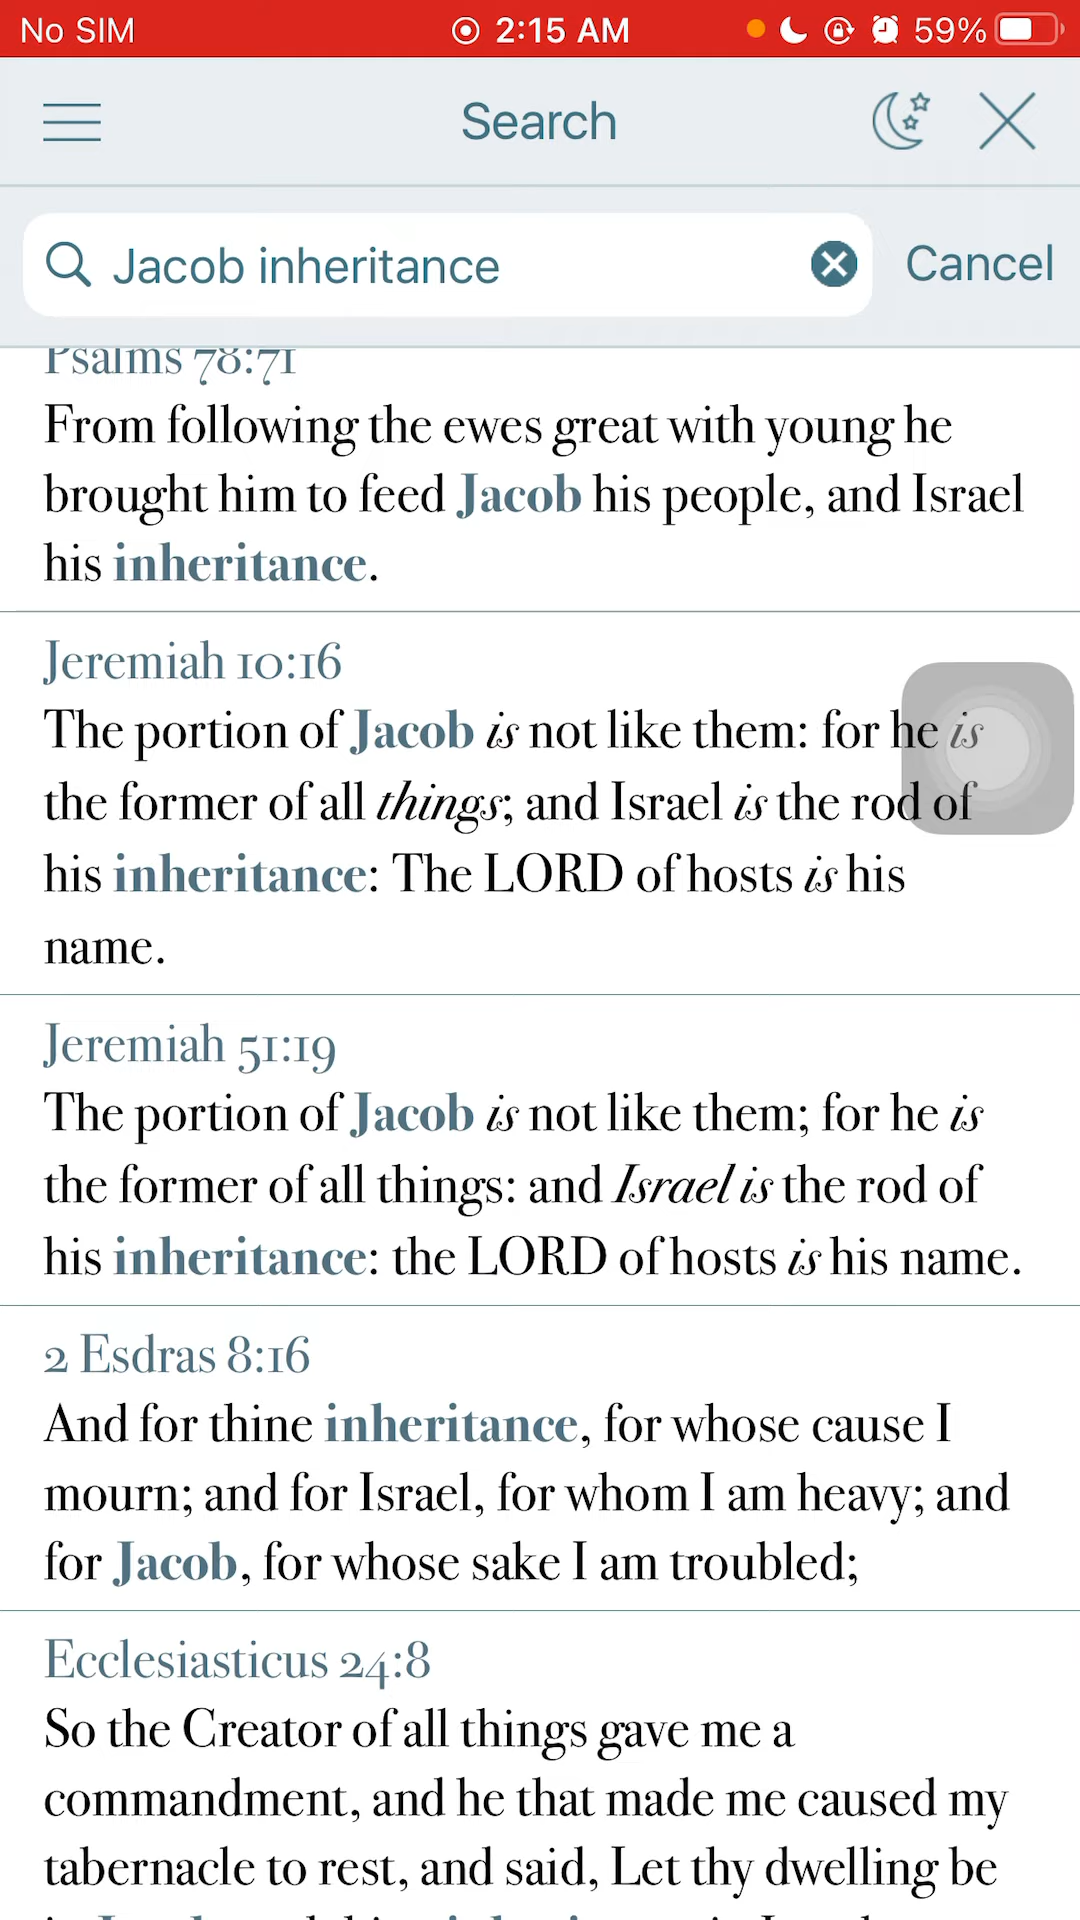 No SIM 2:15 AM 59%
Search
Jacob inheritance Cancel
Psalms 78:71
From following the ewes great with young he
brought him to feed Jacob his people, and Israel
his inheritance.
Jeremiah 10:16
The portion of Jacob is not like them: for he is
the former of all things; and Israel is the rod of
his inheritance: The LORD of hosts is his
name.
Jeremiah 51:19
The portion of Jacob is not like them; for he is
the former of all things: and Israel is the rod of
his inheritance: the LORD of hosts is his name.
2 Esdras 8:16
And for thine inheritance, for whose cause I
mourn; and for Israel, for whom I am heavy; and
for Jacob, for whose sake I am troubled;
Ecclesiasticus 24:8
So the Creator of all things gave me a
commandment, and he that made me caused my
tabernacle to rest, and said, Let thy dwelling be